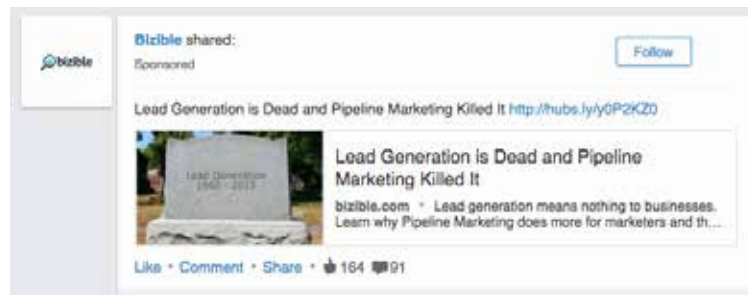 bizible
Bizible shared:
Sponsored
Follow
Lead Generation is Dead and Pipeline Marketing Killed It http://hubs.ly/y0P2KZ0
Lead Generation
Lead Generation is Dead and Pipeline
Marketing Killed It
bizible.com • Lead generation means nothing to businesses.
Learn why Pipeline Marketing does more for marketers and th...
Like • Comment • Share • 164 91